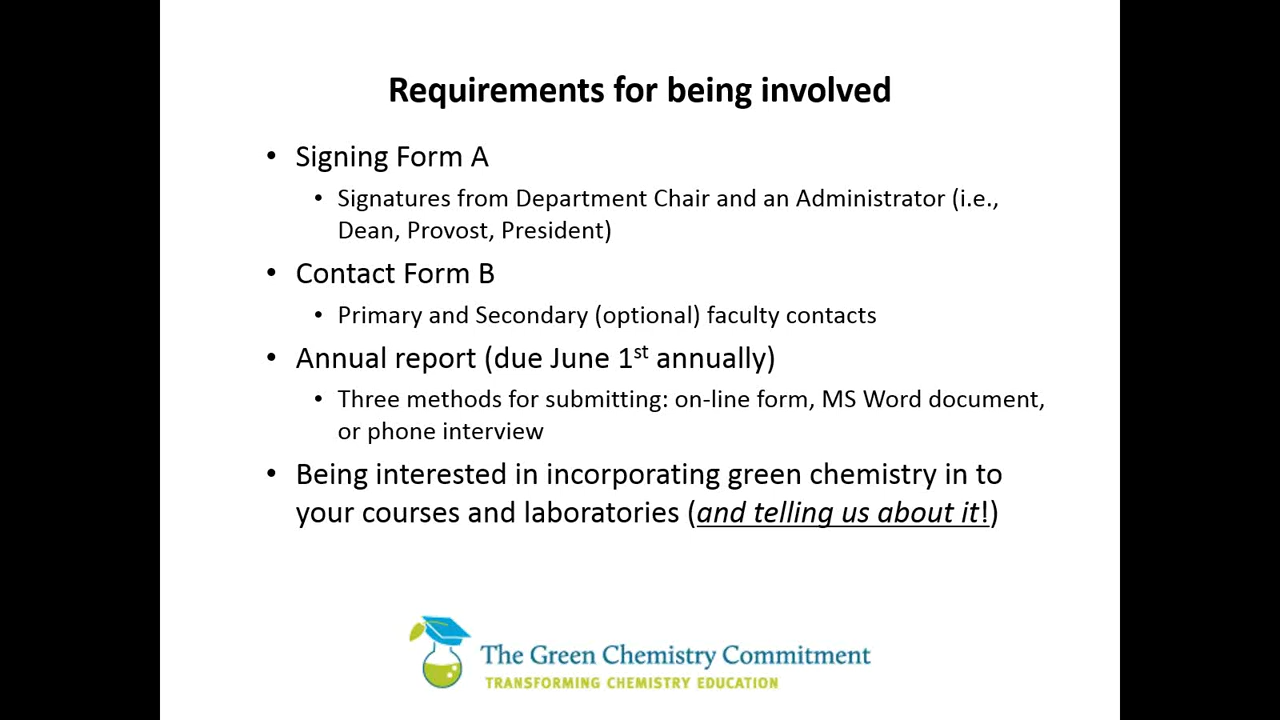 Requirements for being involved
• Signing Form A
• Signatures from Department Chair and an Administrator (i.e.,
Dean, Provost, President)
• Contact Form B
• Primary and Secondary (optional) faculty contacts
• Annual report (due June 1st annually)
• Three methods for submitting: on-line form, MS Word document,
or phone interview
• Being interested in incorporating green chemistry in to
your courses and laboratories (and telling us about it!)
The Green Chemistry Commitment
TRANSFORMING CHEMISTRY EDUCATION